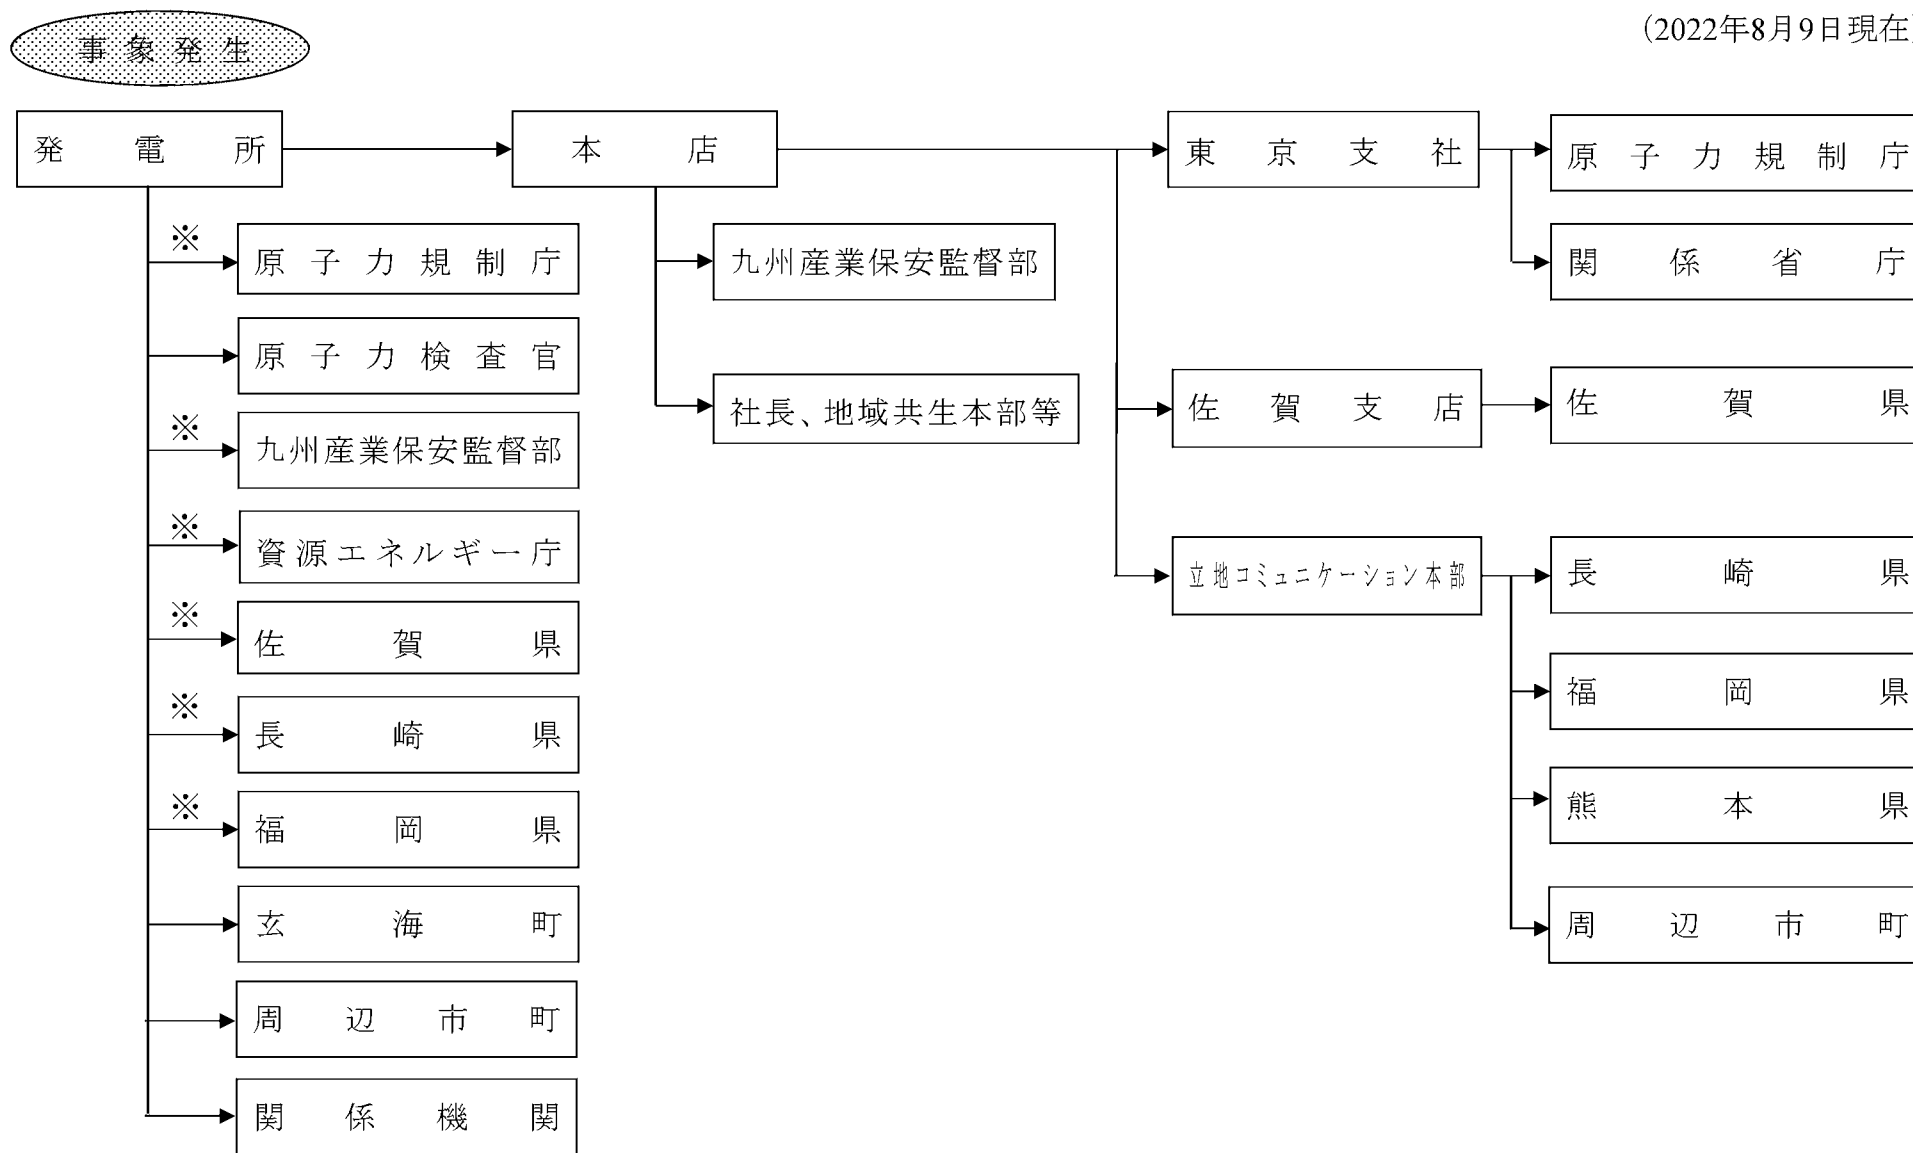 (2022年8月9日現在)
事象発生
発電所
本店
東京支社
原子力規制庁
関係省庁
九州産業保安監督部
社長、地域共生本部等
佐賀支店
佐賀県
立地コミュニケーション本部
長崎県
福岡県
熊本県
周辺市町
※
原子力規制庁
原子力検査官
※
九州産業保安監督部
※
資源エネルギー庁
※
佐賀県
※
長崎県
※
福岡県
玄海町
周辺市町
関係機関